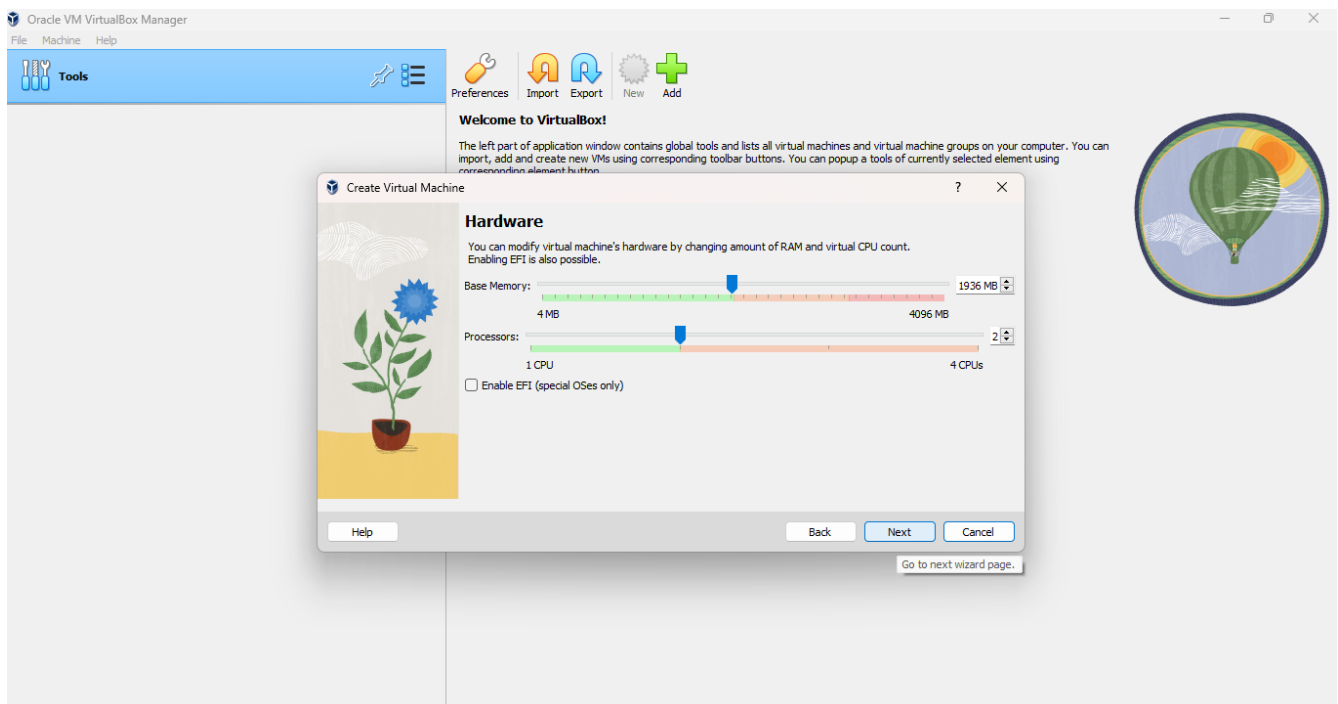 Oracle VM VirtualBox Manager
File Machine Help
Tools
Preferences Import Export New Add
Welcome to VirtualBox!
The left part of application window contains global tools and lists all virtual machines and virtual machine groups on your computer. You can
import, add and create new VMs using corresponding toolbar buttons. You can popup a tools of currently selected element using
corresponding element button
Create Virtual Machine ?
Hardware
You can modify virtual machine's hardware by changing amount of RAM and virtual CPU count.
Enabling EFI is also possible.
Base Memory: 1936 MB
4 MB 4096 MB
Processors: 2
1 CPU 4 CPUs
Enable EFI (special OSes only)
Help Back Next Cancel
Go to next wizard page.